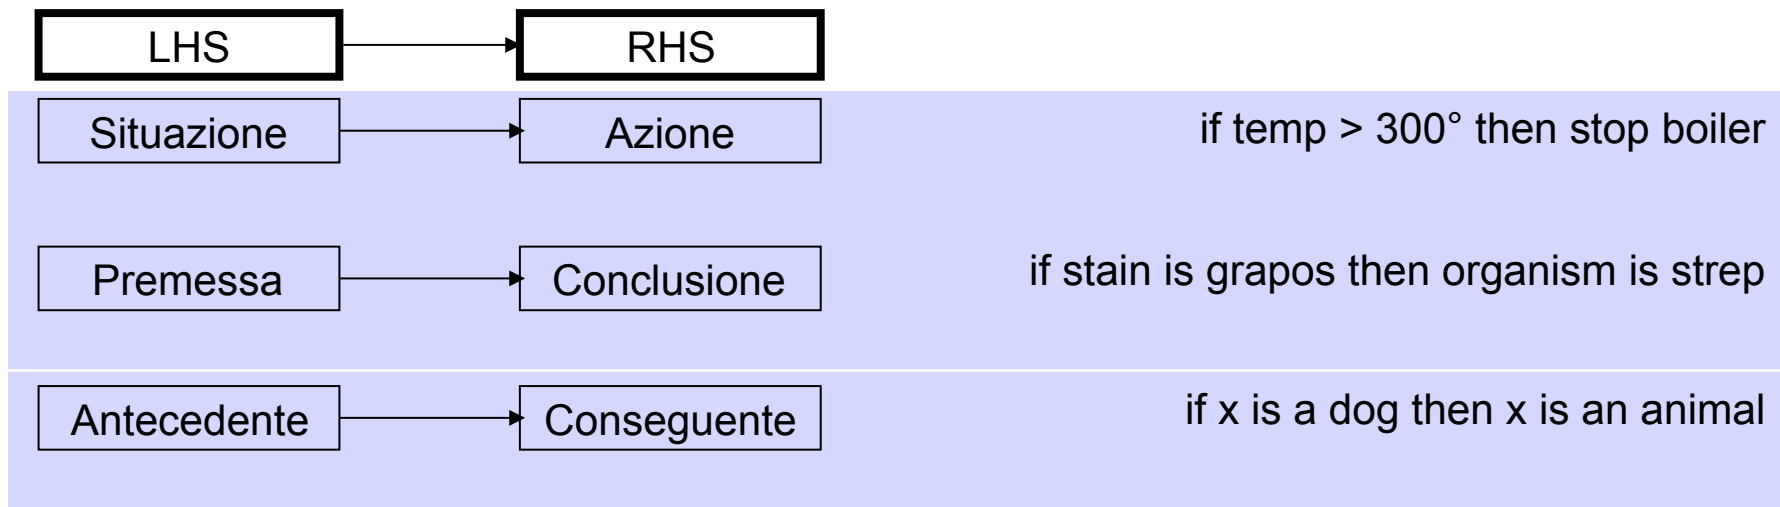 LHS RHS
Situazione Azione if temp > 300° then stop boiler
Premessa Conclusione if stain is grapos then organism is strep
Antecedente Conseguente if x is a dog then x is an animal